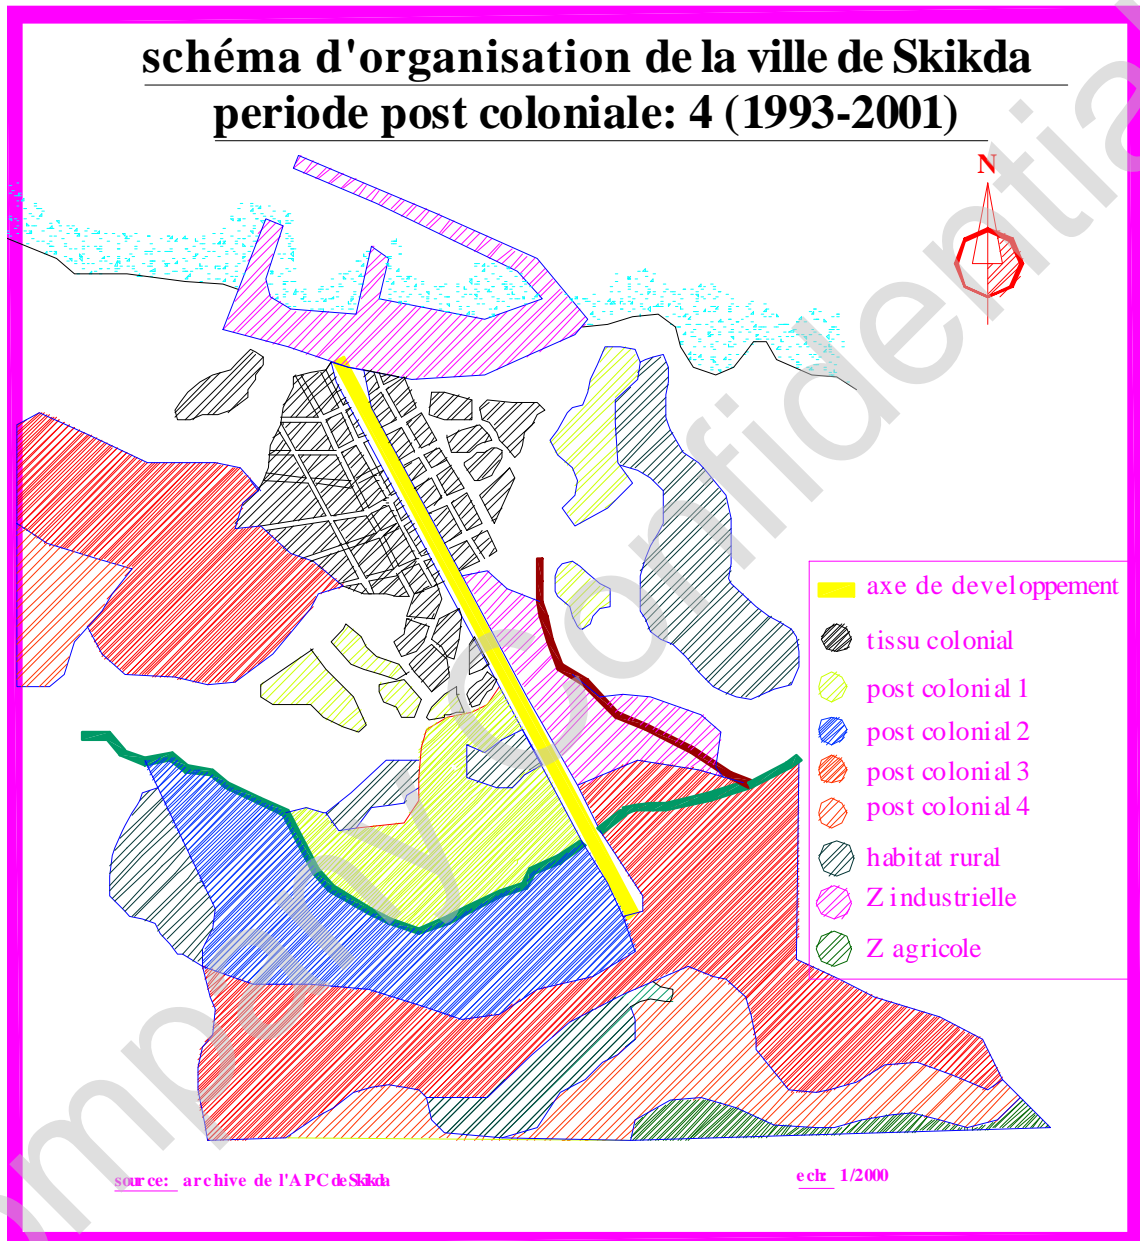 schéma d'organisation de la ville de Skikda
periode post coloniale: 4 (1993-2001)
N
axe de developpement
tissu colonial
post colonial 1
post colonial 2
post colonial 3
post colonial 4
habitat rural
Z industrielle
Z agricole
source: archive de l'APC de Skikda
ech: 1/2000
ompany Confidentia